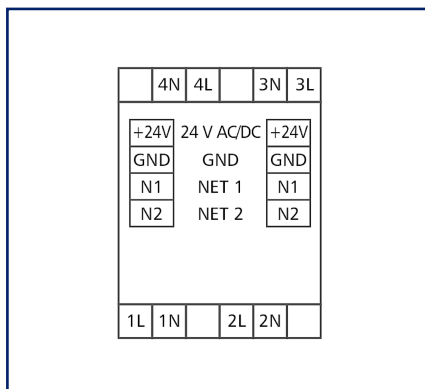 4N 4L 3N 3L
+24V 24 V AC/DC +24V
GND GND GND
N1 NET 1 N1
N2 NET 2 N2
1L 1N 2L 2N